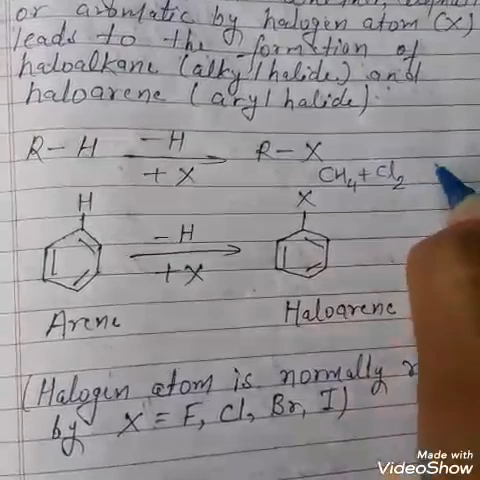 or aromatic by halogen atom (X)
leads to the formation of
haloalkane (alkyl halide) and
haloarene (aryl halide).
R-H -H +X R-X
CH4 + Cl2
H X
-H
+X
Arene Haloarene
(Halogen atom is normally
by X = F, Cl, Br, I)
Made with
VideoShow